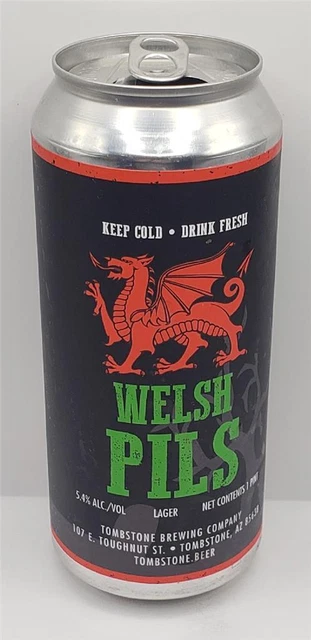 KEEP COLD • DRINK FRESH
WELSH
PILS
5.4% ALC./VOL LAGER NET CONTENTS 1 PINT
TOMBSTONE BREWING COMPANY
107 E. TOUGHNUT ST. • TOMBSTONE, AZ 85638
TOMBSTONE.BEER